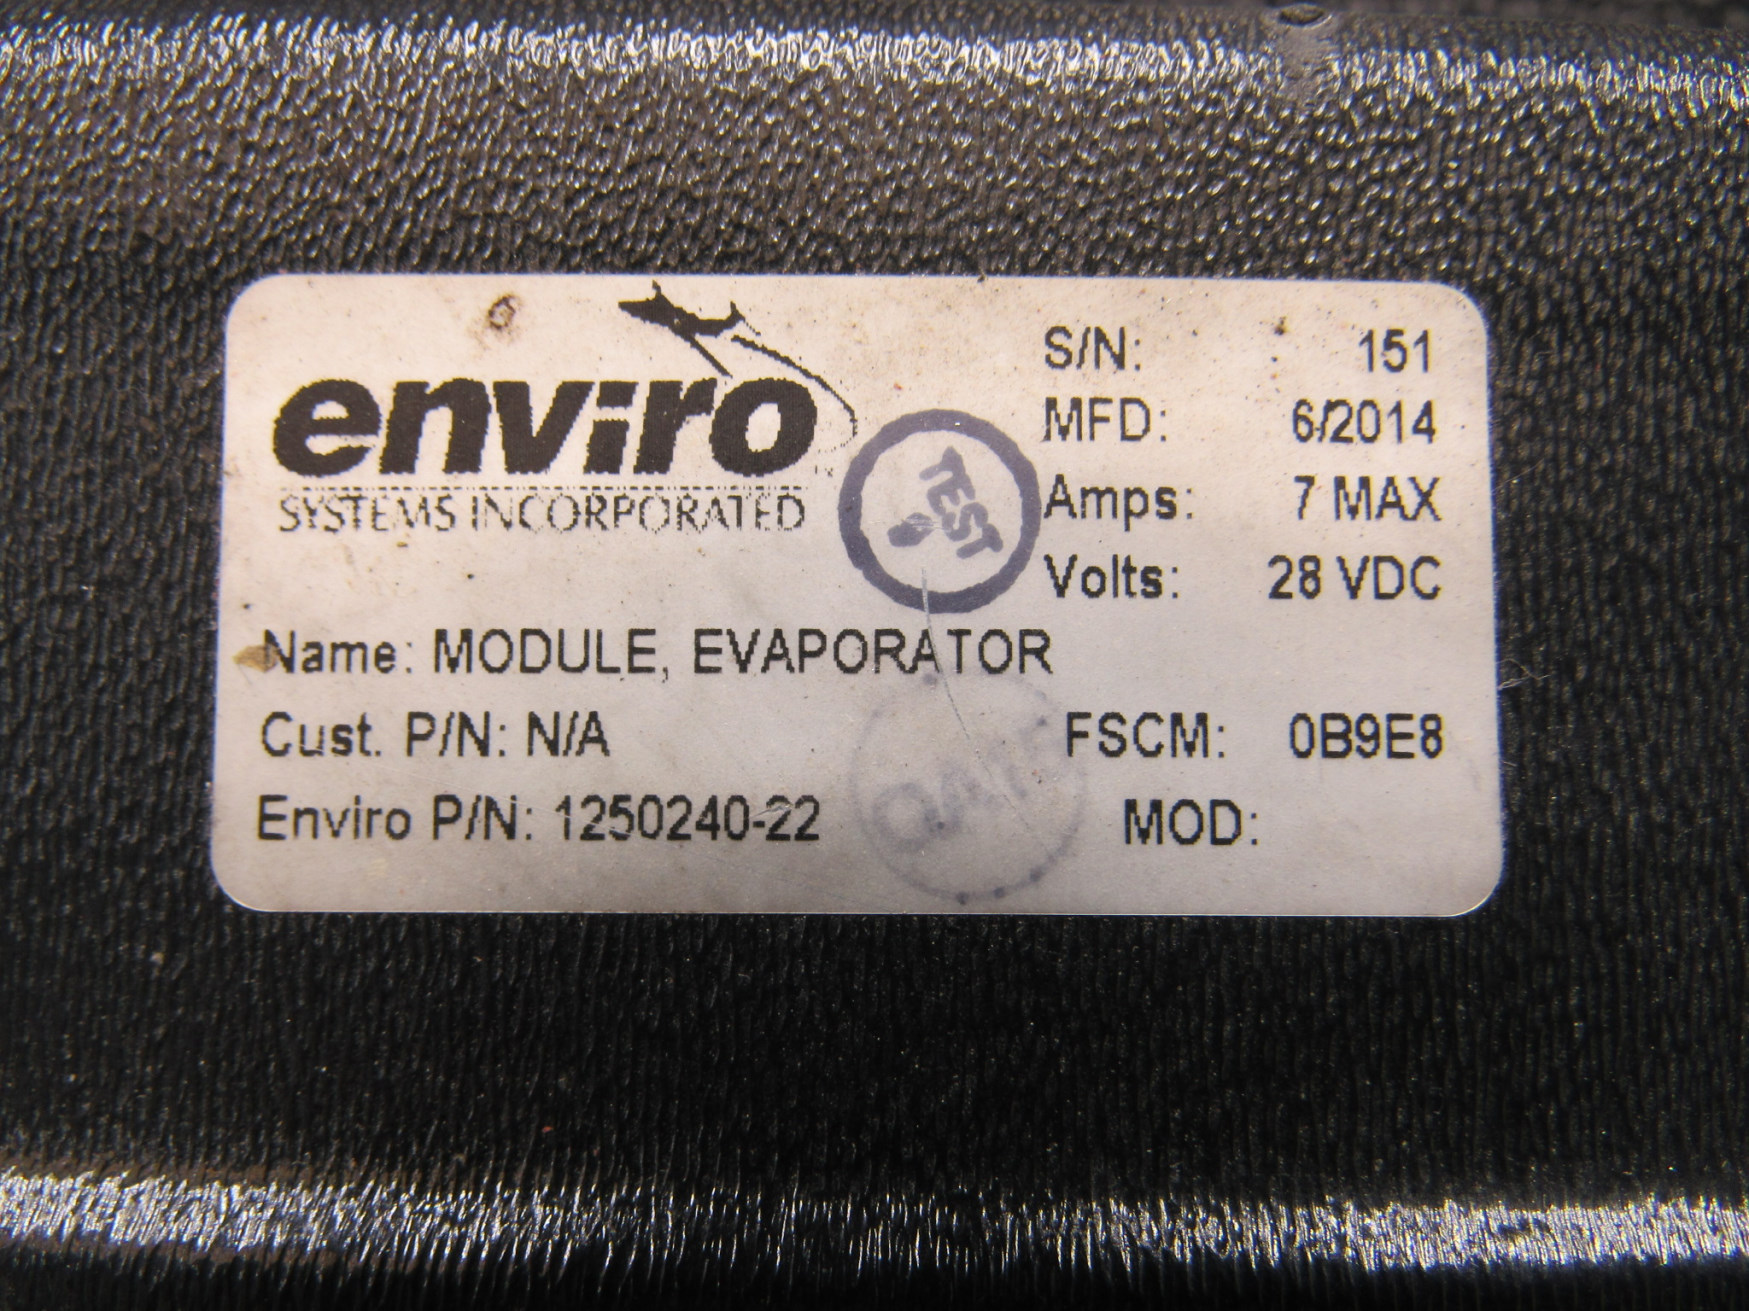 enviro
SYSTEMS INCORPORATED
S/N: 151
MFD: 6/2014
Amps: 7 MAX
Volts: 28 VDC
TEST
Name: MODULE, EVAPORATOR
Cust. P/N: N/A
FSCM: 0B9E8
Enviro P/N: 1250240-22
MOD: